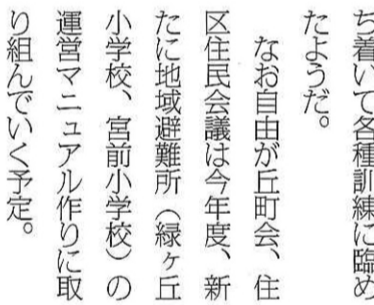 ち着いて各種訓練に臨め
たようだ。
なお自由が丘町会、住
区住民会議は今年度、新
たに地域避難所（緑ヶ丘
小学校、宮前小学校）の
運営マニュアル作りに取
り組んでいく予定。